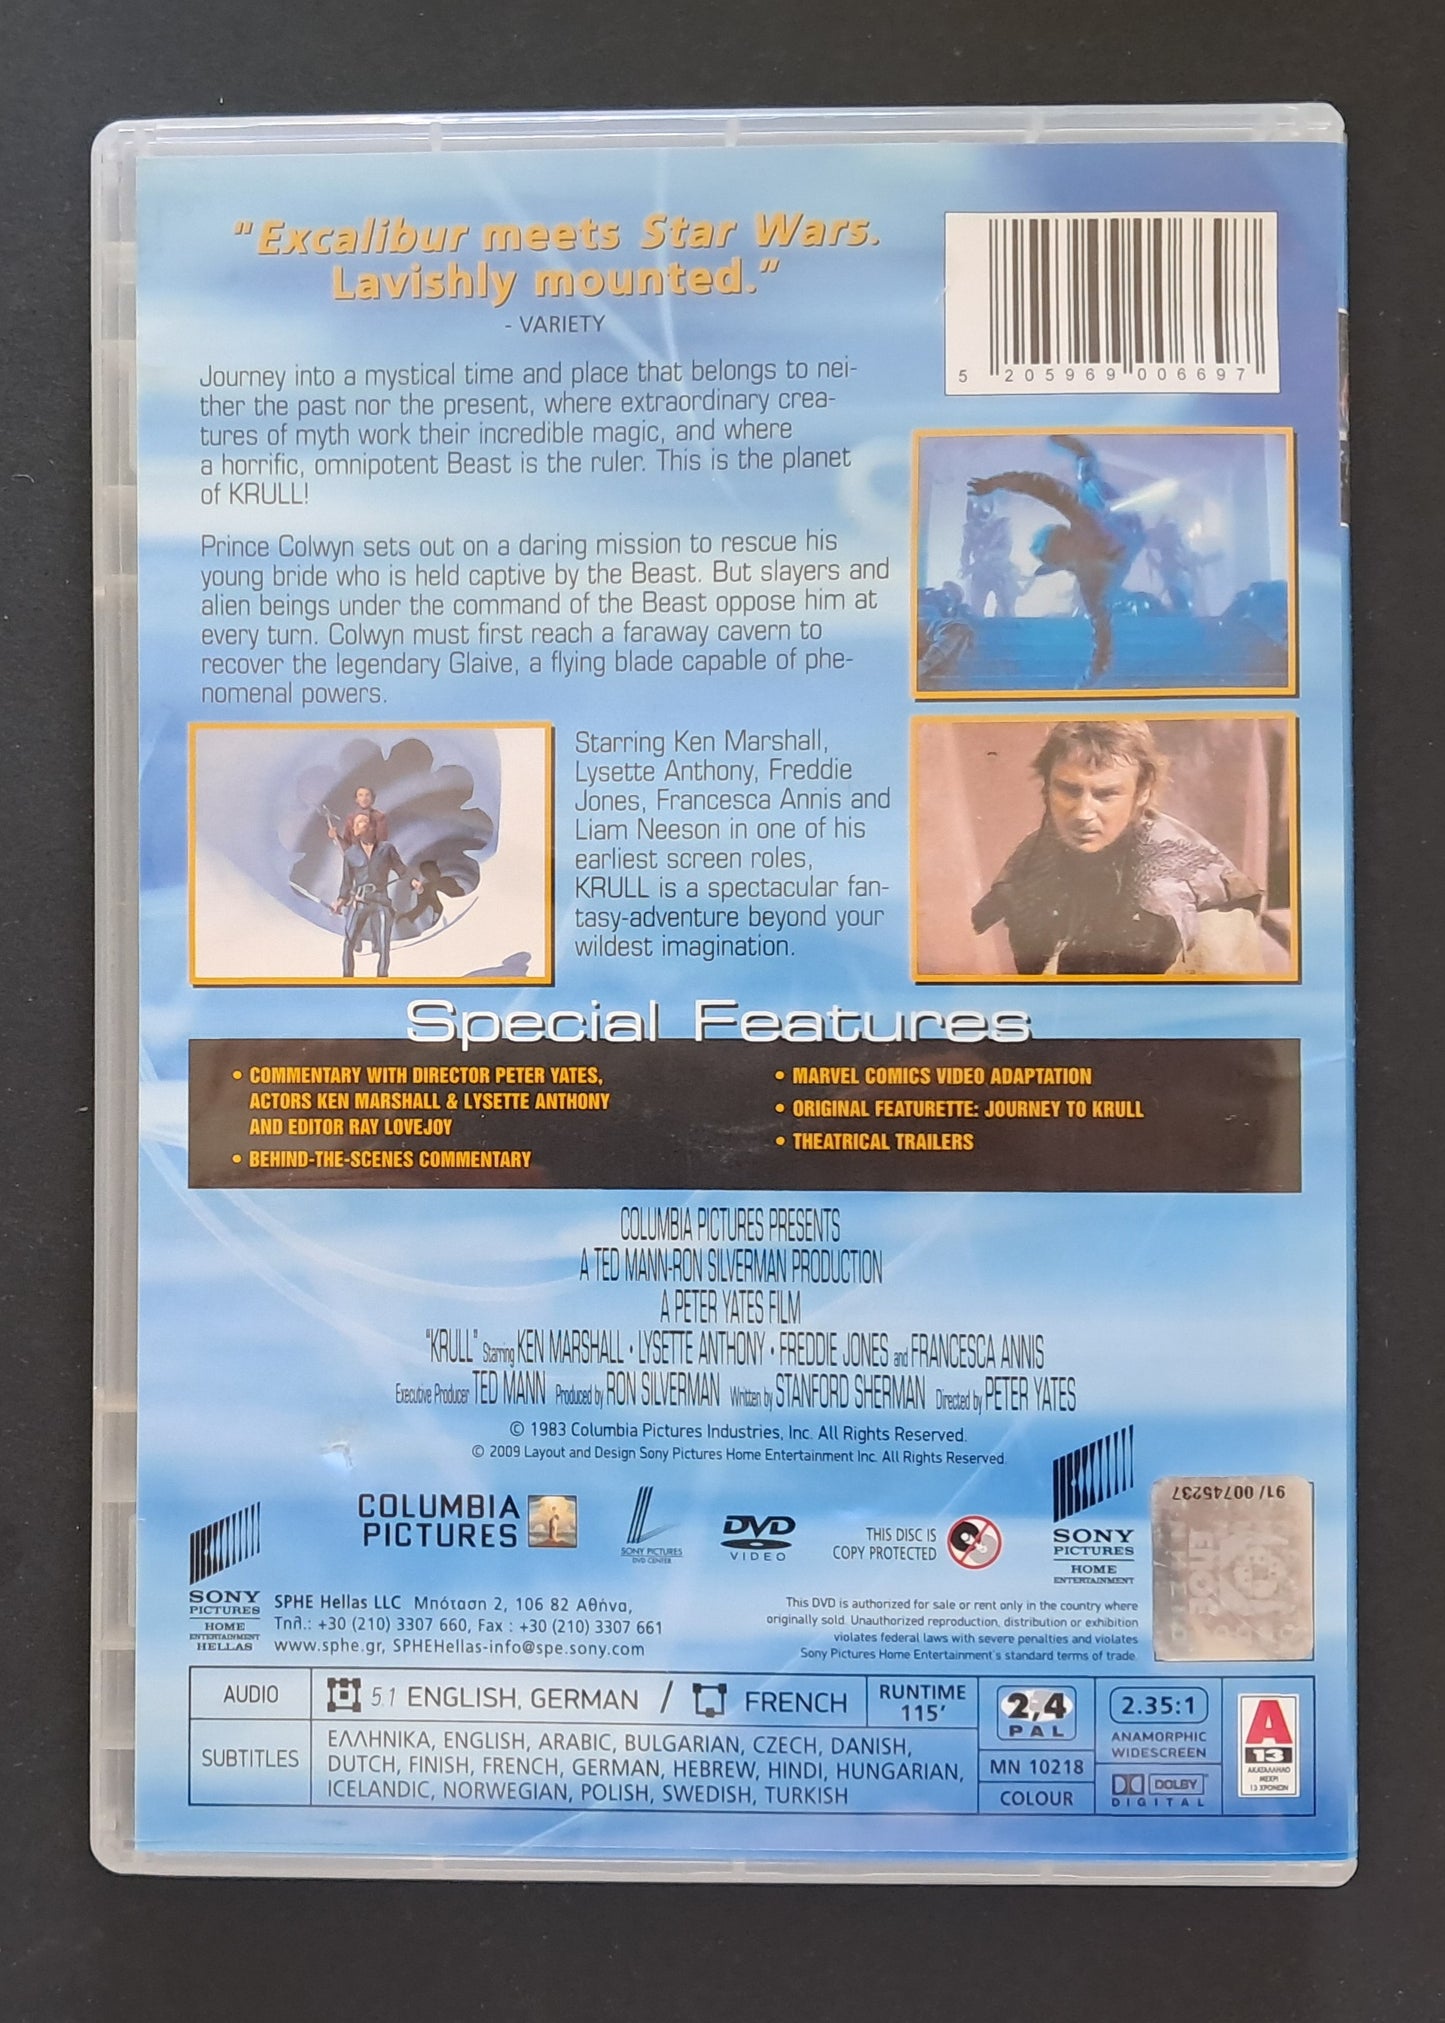 "Excalibur meets Star Wars.
Lavishly mounted."
- VARIETY
5 205969 006697
Journey into a mystical time and place that belongs to nei-
ther the past nor the present, where extraordinary crea-
tures of myth work their incredible magic, and where
a horrific, omnipotent Beast is the ruler. This is the planet
of KRULL!
Prince Colwyn sets out on a daring mission to rescue his
young bride who is held captive by the Beast. But slayers and
alien beings under the command of the Beast oppose him at
every turn. Colwyn must first reach a faraway cavern to
recover the legendary Glaive, a flying blade capable of phe-
nomenal powers.
Starring Ken Marshall,
Lysette Anthony, Freddie
Jones, Francesca Annis and
Liam Neeson in one of his
earliest screen roles,
KRULL is a spectacular fan-
tasy-adventure beyond your
wildest imagination.
Special Features
• COMMENTARY WITH DIRECTOR PETER YATES,
ACTORS KEN MARSHALL & LYSETTE ANTHONY
AND EDITOR RAY LOVEJOY
• BEHIND-THE-SCENES COMMENTARY
• MARVEL COMICS VIDEO ADAPTATION
• ORIGINAL FEATURETTE: JOURNEY TO KRULL
• THEATRICAL TRAILERS
COLUMBIA PICTURES PRESENTS
A TED MANN-RON SILVERMAN PRODUCTION
A PETER YATES FILM
"KRULL" Starring KEN MARSHALL • LYSETTE ANTHONY • FREDDIE JONES and FRANCESCA ANNIS
Executive Producer TED MANN Produced by RON SILVERMAN Written by STANFORD SHERMAN Directed by PETER YATES
© 1983 Columbia Pictures Industries, Inc. All Rights Reserved.
© 2009 Layout and Design Sony Pictures Home Entertainment Inc. All Rights Reserved.
SONY
PICTURES
HOME
ENTERTAINMENT
HELLAS
COLUMBIA
PICTURES
SONY PICTURES
DVD CENTER
DVD
VIDEO
THIS DISC IS
COPY PROTECTED
SONY
PICTURES
HOME
ENTERTAINMENT
91/ 00745237
SPHE Hellas LLC Μπόταση 2, 106 82 Αθήνα,
Τηλ.: +30 (210) 3307 660, Fax : +30 (210) 3307 661
www.sphe.gr, SPHEHellas-info@spe.sony.com
This DVD is authorized for sale or rent only in the country where
originally sold. Unauthorized reproduction, distribution or exhibition
violates federal laws with severe penalties and violates
Sony Pictures Home Entertainment's standard terms of trade.
AUDIO
5.1 ENGLISH, GERMAN / FRENCH
RUNTIME
115'
SUBTITLES
ΕΛΛΗΝΙΚΑ, ENGLISH, ARABIC, BULGARIAN, CZECH, DANISH,
DUTCH, FINISH, FRENCH, GERMAN, HEBREW, HINDI, HUNGARIAN,
ICELANDIC, NORWEGIAN, POLISH, SWEDISH, TURKISH
2,4
PAL
MN 10218
COLOUR
2.35:1
ANAMORPHIC
WIDESCREEN
DOLBY
DIGITAL
A
13
ΑΚΑΤΑΛΛΗΛΟ
ΜΕΧΡΙ
13 ΧΡΟΝΩΝ